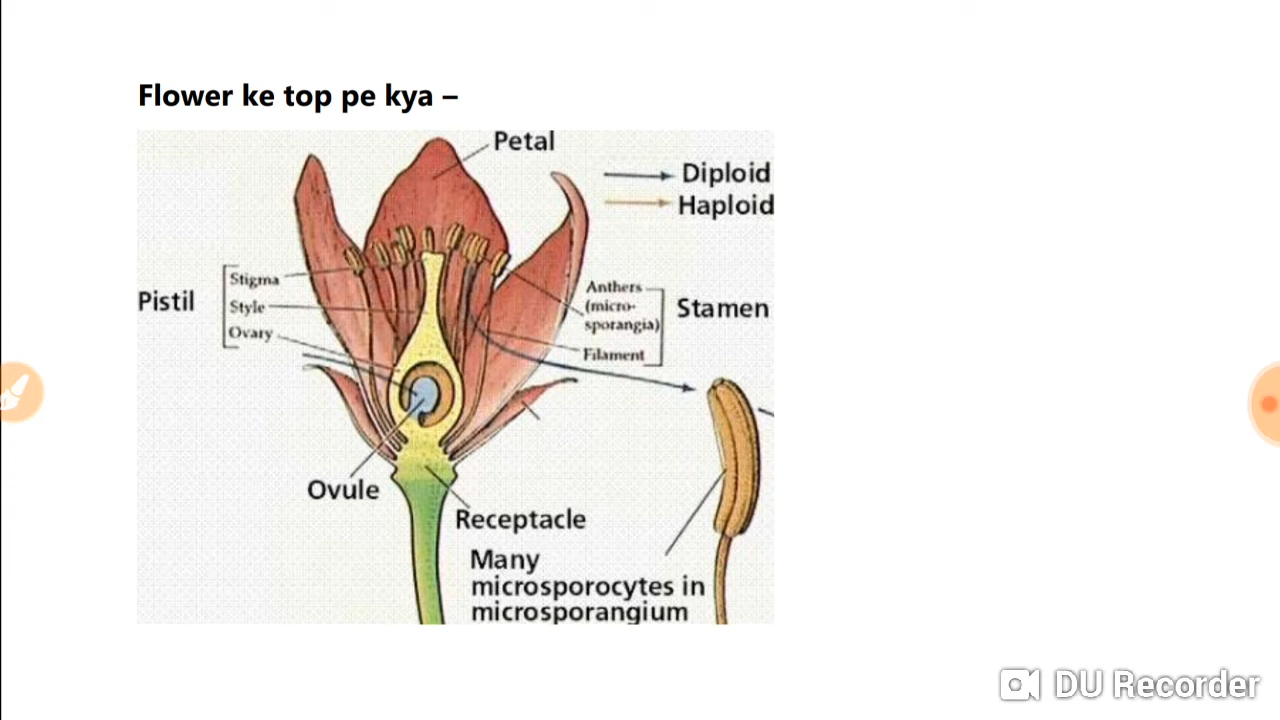 Flower ke top pe kya –
Petal
Diploid
Haploid
Stigma
Style
Ovary
Pistil
Anthers
(micro-
sporangia)
Filament
Stamen
Ovule
Receptacle
Many
microsporocytes in
microsporangium
DU Recorder